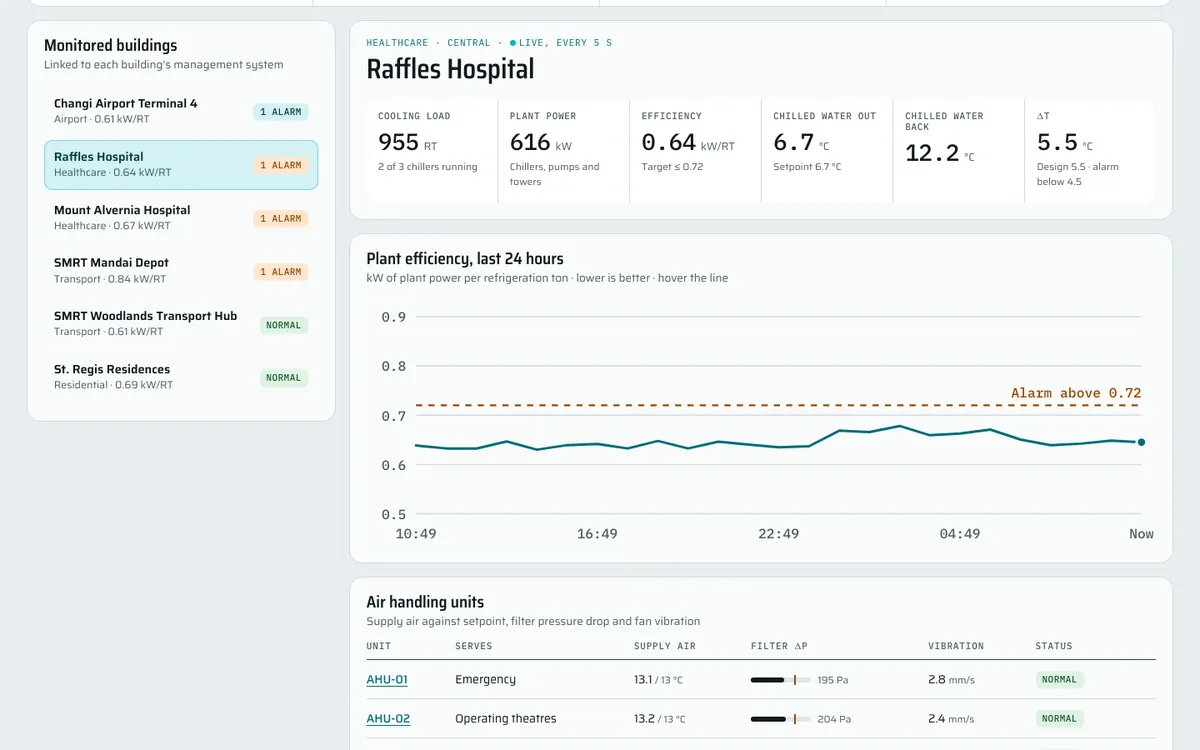 Monitored buildings
Linked to each building's management system
Changi Airport Terminal 4
Airport · 0.61 kW/RT
1 ALARM
Raffles Hospital
Healthcare · 0.64 kW/RT
1 ALARM
Mount Alvernia Hospital
Healthcare · 0.67 kW/RT
1 ALARM
SMRT Mandai Depot
Transport · 0.84 kW/RT
1 ALARM
SMRT Woodlands Transport Hub
Transport · 0.61 kW/RT
NORMAL
St. Regis Residences
Residential · 0.69 kW/RT
NORMAL
HEALTHCARE · CENTRAL · LIVE, EVERY 5 S
Raffles Hospital
COOLING LOAD
955 RT
2 of 3 chillers running
PLANT POWER
616 kW
Chillers, pumps and
towers
EFFICIENCY
0.64 kW/RT
Target ≤ 0.72
CHILLED WATER OUT
6.7 °C
Setpoint 6.7 °C
CHILLED WATER
BACK
12.2 °C
ΔT
5.5 °C
Design 5.5 · alarm
below 4.5
Plant efficiency, last 24 hours
kW of plant power per refrigeration ton · lower is better · hover the line
0.9
0.8
Alarm above 0.72
0.7
0.6
0.5
10:49 16:49 22:49 04:49 Now
Air handling units
Supply air against setpoint, filter pressure drop and fan vibration
UNIT SERVES SUPPLY AIR FILTER ΔP VIBRATION STATUS
AHU-01 Emergency 13.1 / 13 °C 195 Pa 2.8 mm/s NORMAL
AHU-02 Operating theatres 13.2 / 13 °C 204 Pa 2.4 mm/s NORMAL